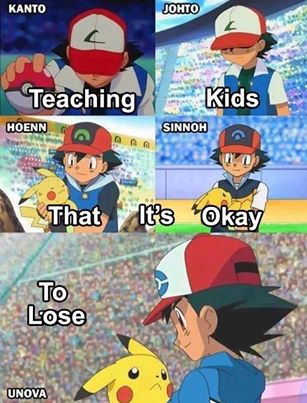 KANTO
JOHTO
Teaching Kids
HOENN
SINNOH
That It's Okay
To
Lose
UNOVA